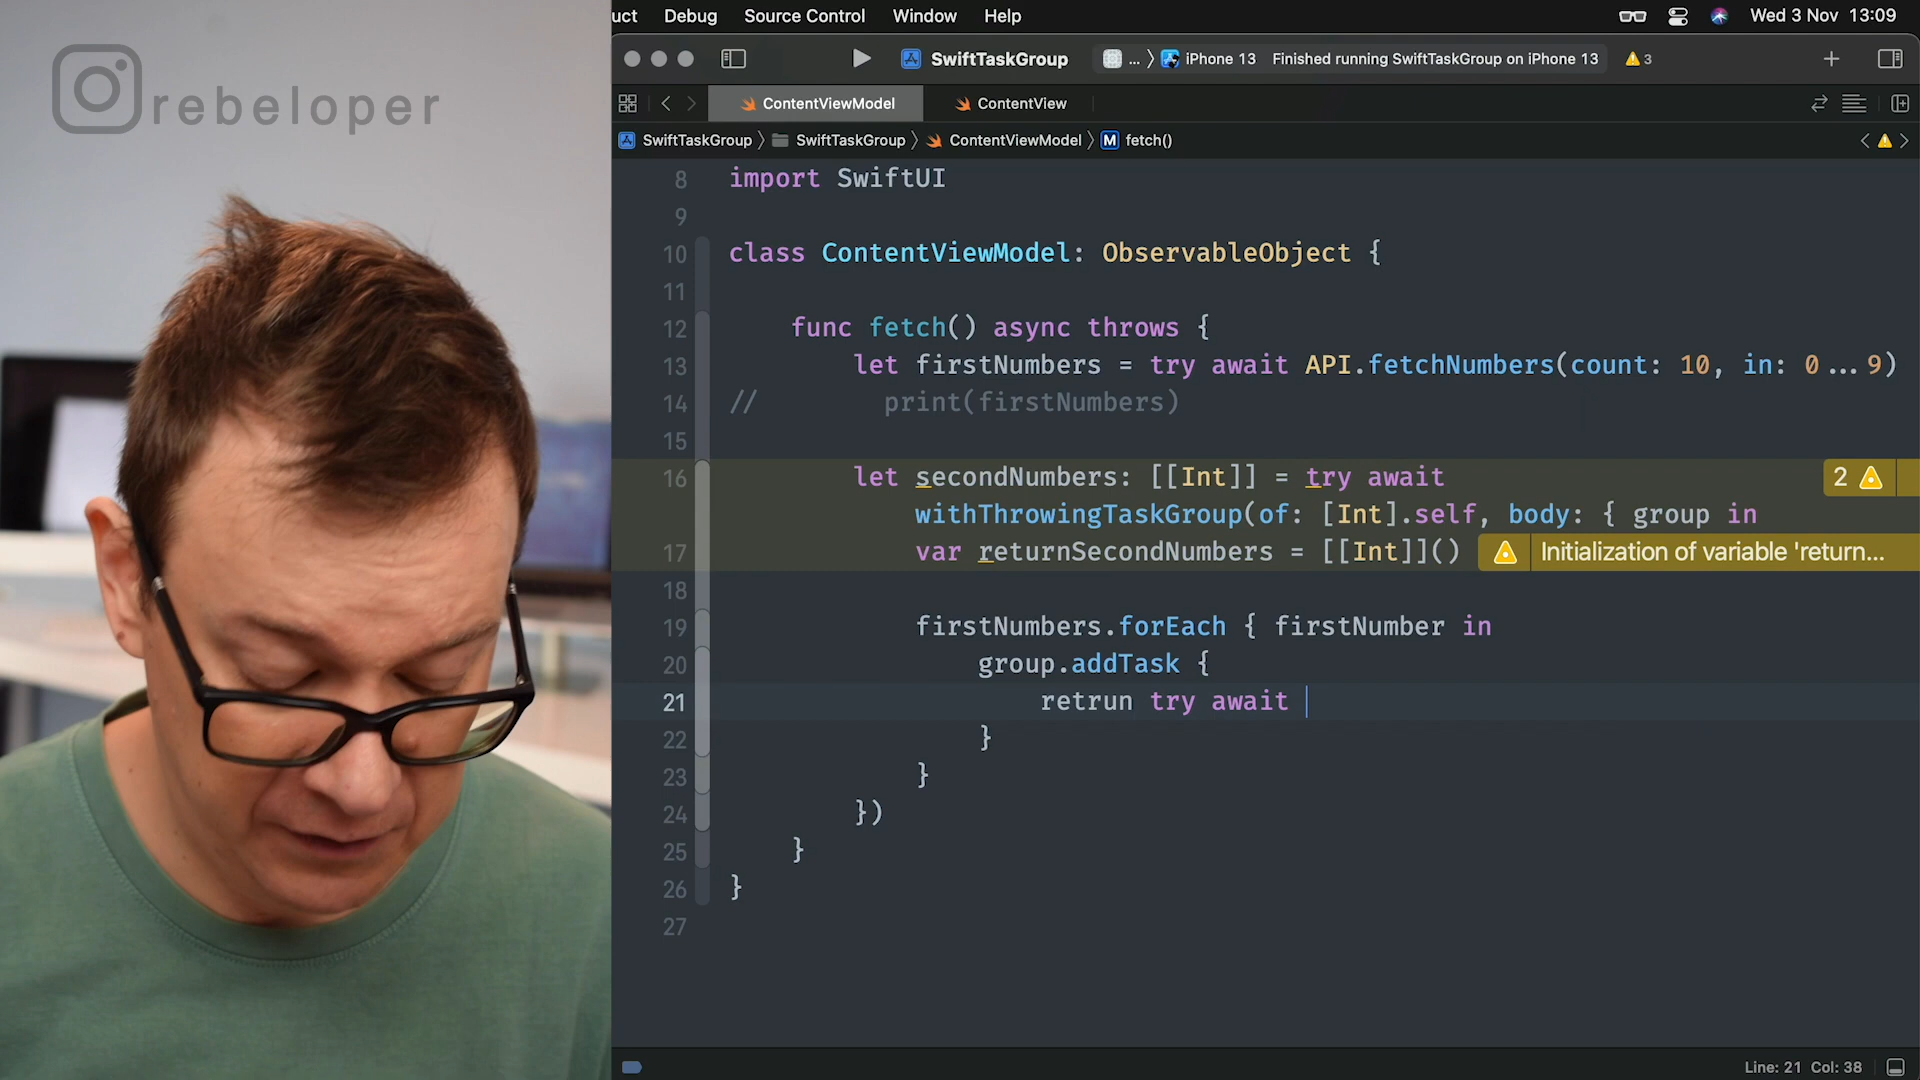 rebeloper
uct Debug Source Control Window Help Wed 3 Nov 13:09
SwiftTaskGroup ... 〉 iPhone 13 Finished running SwiftTaskGroup on iPhone 13 3
ContentViewModel ContentView
SwiftTaskGroup 〉 SwiftTaskGroup 〉 ContentViewModel 〉 M fetch()
8 import SwiftUI
9
10 class ContentViewModel: ObservableObject {
11
12 func fetch() async throws {
13 let firstNumbers = try await API.fetchNumbers(count: 10, in: 0...9)
14 // print(firstNumbers)
15
16 let secondNumbers: [[Int]] = try await 2
withThrowingTaskGroup(of: [Int].self, body: { group in
17 var returnSecondNumbers = [[Int]]() Initialization of variable 'return...
18
19 firstNumbers.forEach { firstNumber in
20 group.addTask {
21 retrun try await
22 }
23 }
24 })
25 }
26 }
27
Line: 21 Col: 38